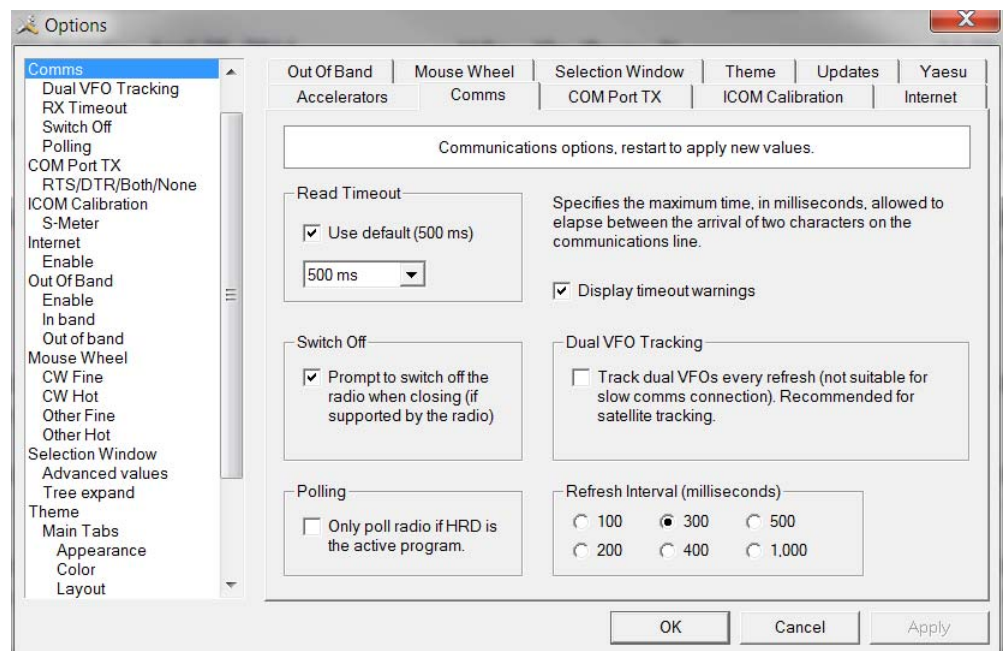 Options
Comms
Dual VFO Tracking
RX Timeout
Switch Off
Polling
COM Port TX
RTS/DTR/Both/None
ICOM Calibration
S-Meter
Internet
Enable
Out Of Band
Enable
In band
Out of band
Mouse Wheel
CW Fine
CW Hot
Other Fine
Other Hot
Selection Window
Advanced values
Tree expand
Theme
Main Tabs
Appearance
Color
Layout
Out Of Band Mouse Wheel Selection Window Theme Updates Yaesu
Accelerators Comms COM Port TX ICOM Calibration Internet
Communications options, restart to apply new values.
Read Timeout
Use default (500 ms)
500 ms
Specifies the maximum time, in milliseconds, allowed to
elapse between the arrival of two characters on the
communications line.
Display timeout warnings
Switch Off
Prompt to switch off the
radio when closing (if
supported by the radio)
Dual VFO Tracking
Track dual VFOs every refresh (not suitable for
slow comms connection). Recommended for
satellite tracking.
Polling
Only poll radio if HRD is
the active program.
Refresh Interval (milliseconds)
100 300 500
200 400 1,000
OK Cancel Apply